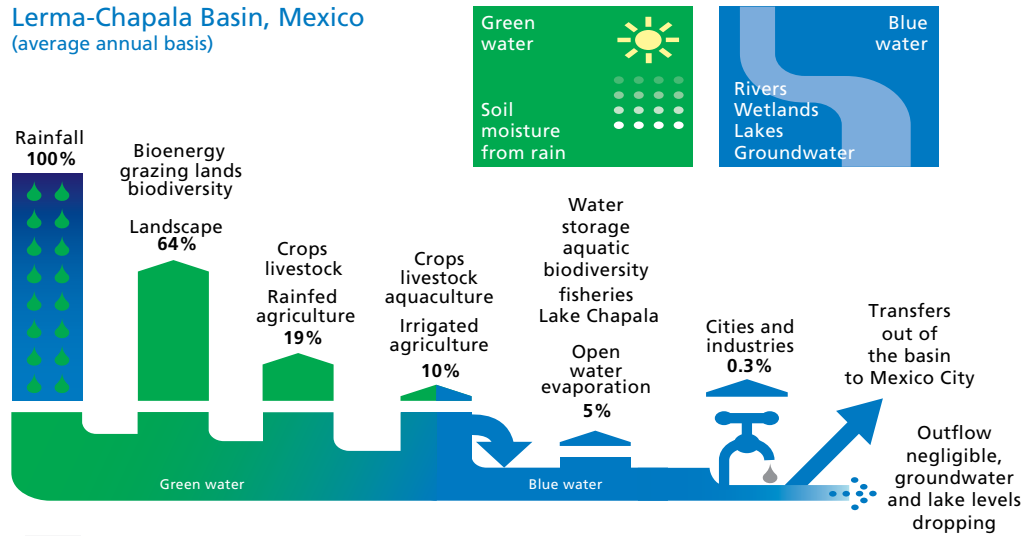 Lerma-Chapala Basin, Mexico
(average annual basis)
Green
water
Soil
moisture
from rain
Blue
water
Rivers
Wetlands
Lakes
Groundwater
Rainfall
100%
Bioenergy
grazing lands
biodiversity
Landscape
64%
Crops
livestock
Rainfed
agriculture
19%
Crops
livestock
aquaculture
Irrigated
agriculture
10%
Water
storage
aquatic
biodiversity
fisheries
Lake Chapala
Open
water
evaporation
5%
Cities and
industries
0.3%
Transfers
out of
the basin
to Mexico City
Outflow
negligible,
groundwater
and lake levels
dropping
Green water
Blue water